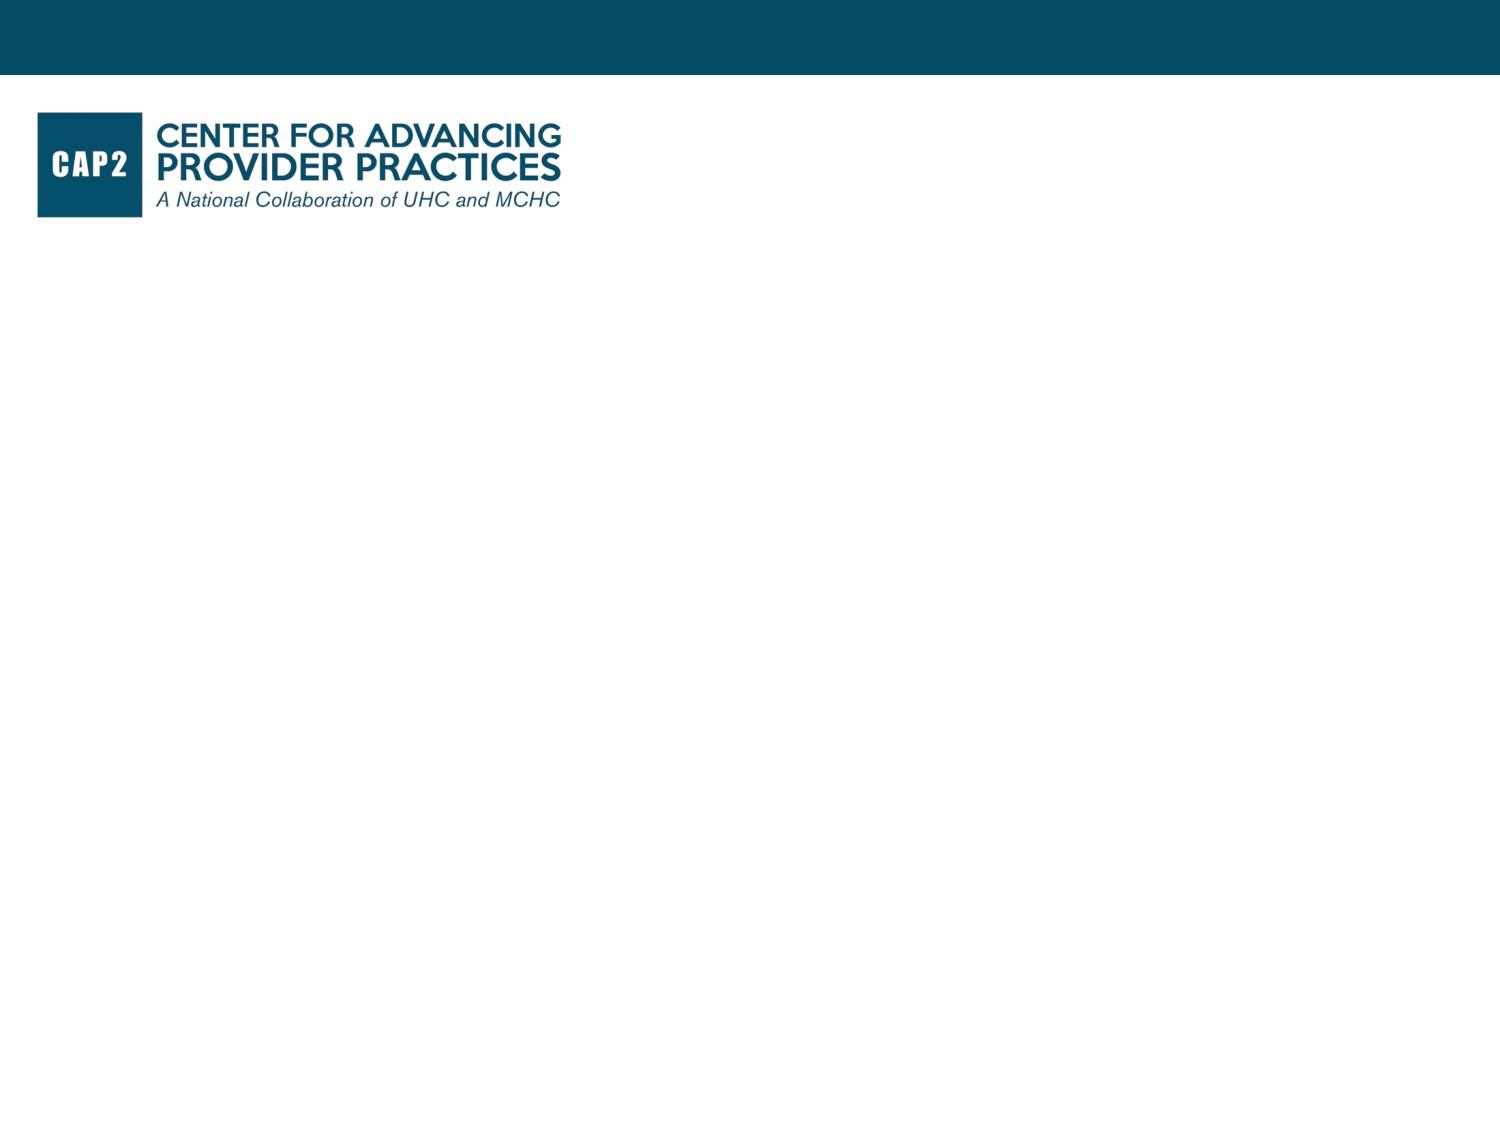 CAP2
CENTER FOR ADVANCING
PROVIDER PRACTICES
A National Collaboration of UHC and MCHC